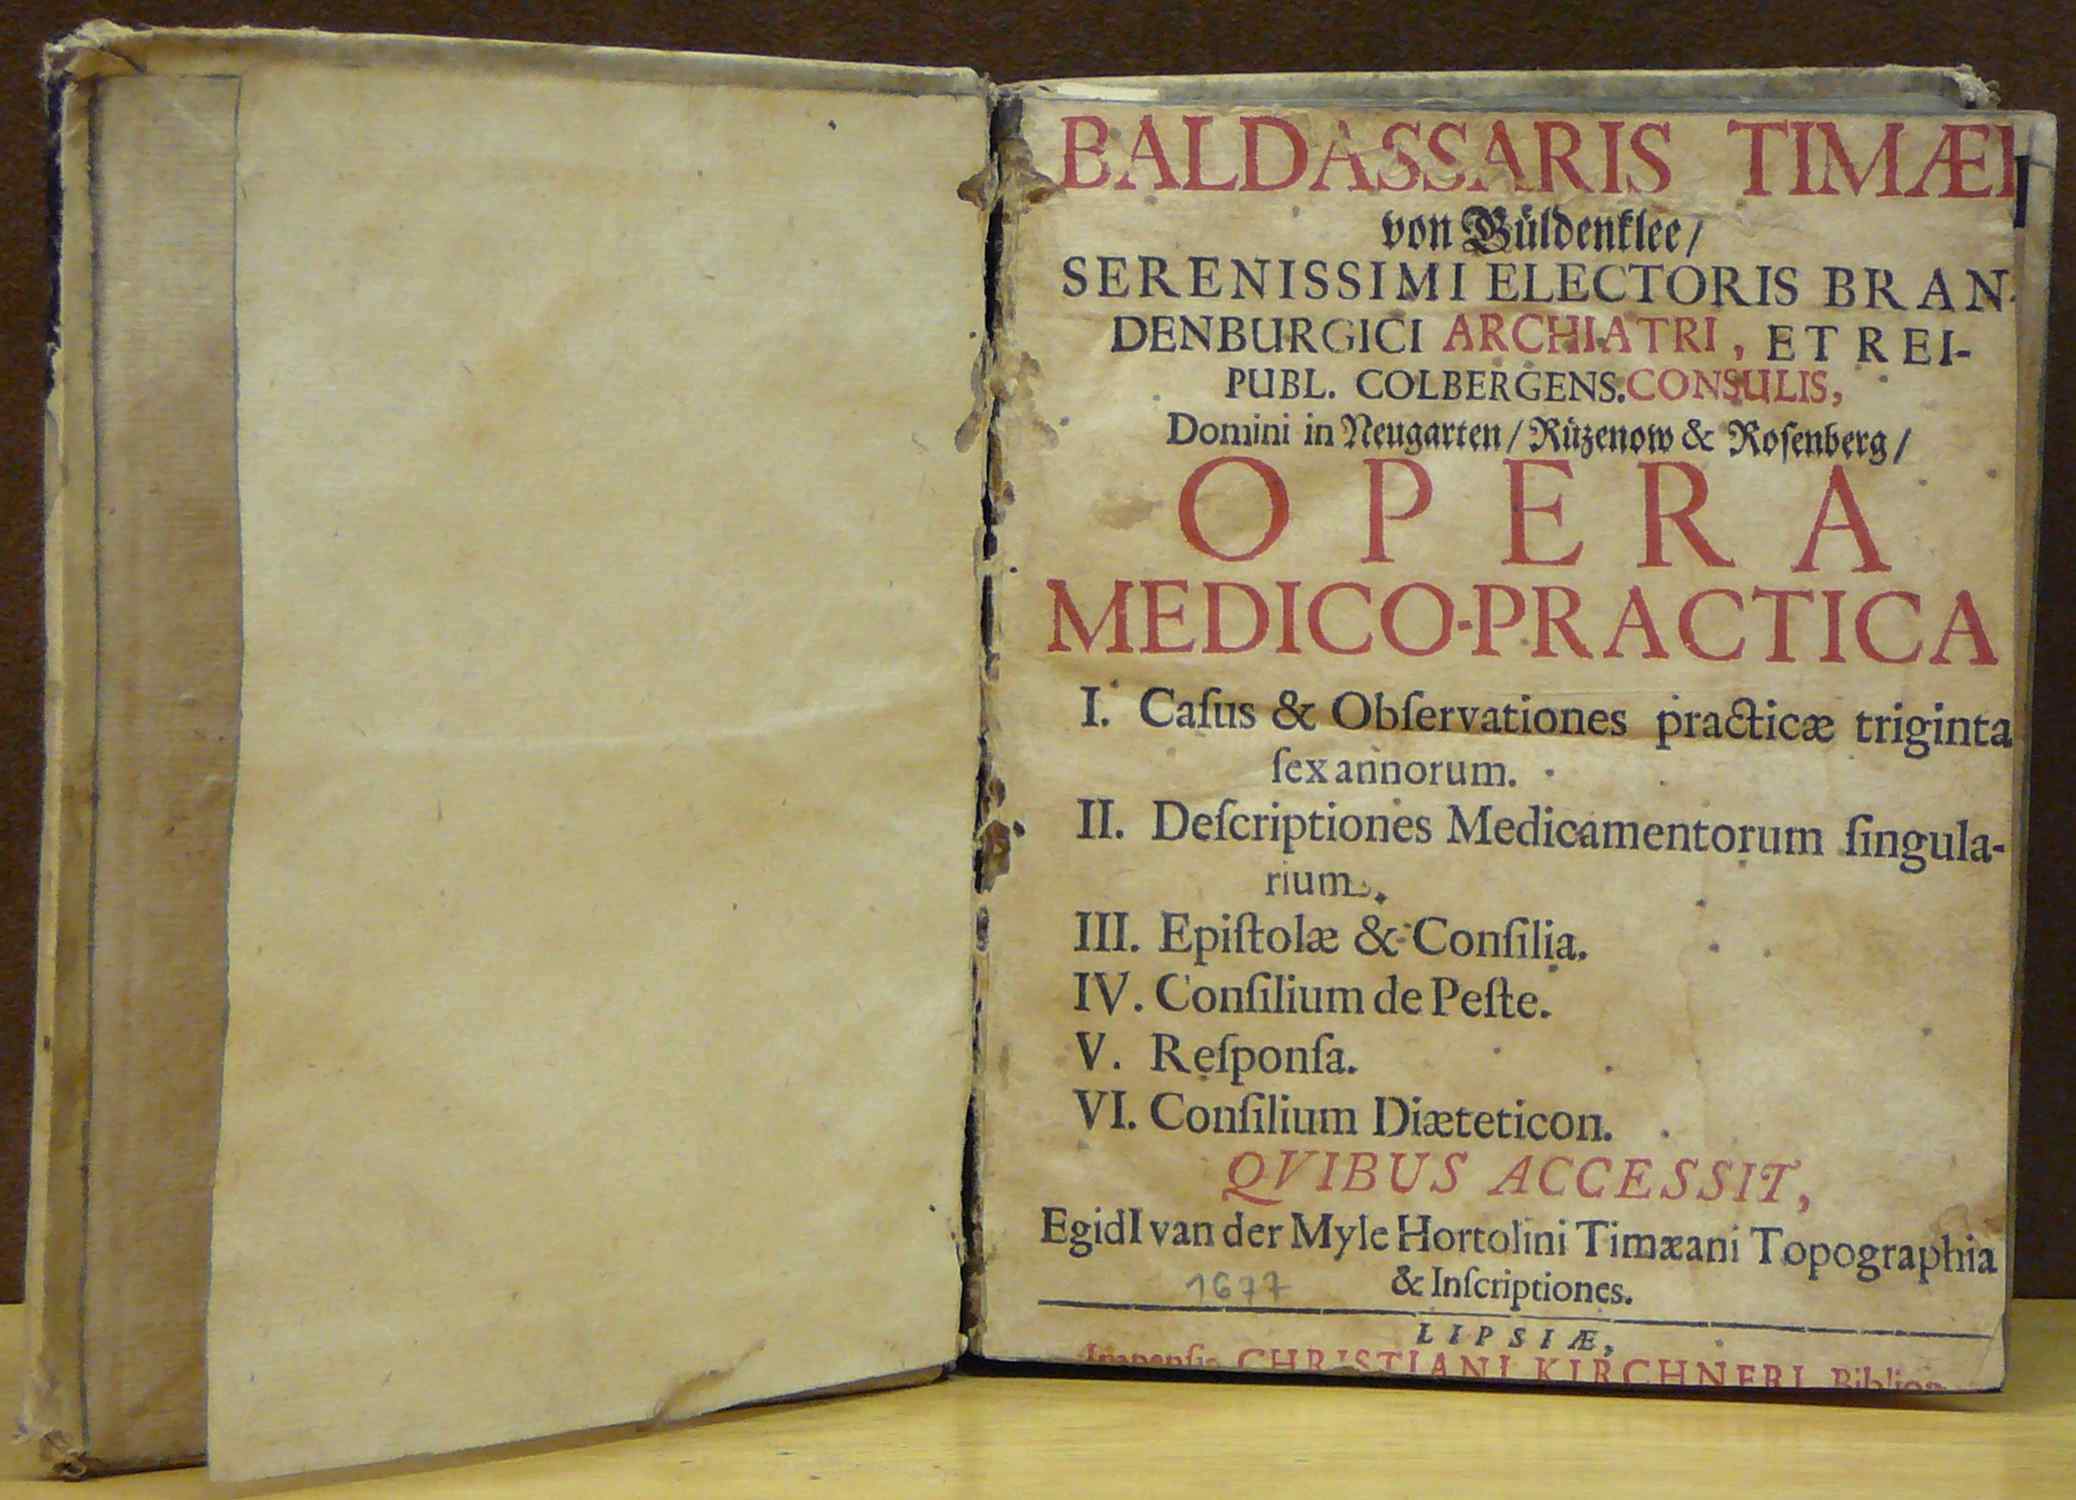 BALDASSARIS TIMÆI
von Güldenklee/
SERENISSIMI ELECTORIS BRAN-
DENBURGICI ARCHIATRI, ET REI-
PUBL. COLBERGENS. CONSULIS,
Domini in Neugarten/ Rüzenow & Roſenberg/
OPERA
MEDICO-PRACTICA
I. Caſus & Obſervationes practicæ triginta
ſex annorum.
II. Deſcriptiones Medicamentorum ſingula-
rium.
III. Epiſtolæ & Conſilia.
IV. Conſilium de Peſte.
V. Reſponſa.
VI. Conſilium Diæteticon.
QVIBUS ACCESSIT,
EgidI van der Myle Hortolini Timæani Topographia
& Inſcriptiones.
1677
LIPSIÆ,
Impenſis CHRISTIANI KIRCHNERI Bibliop.